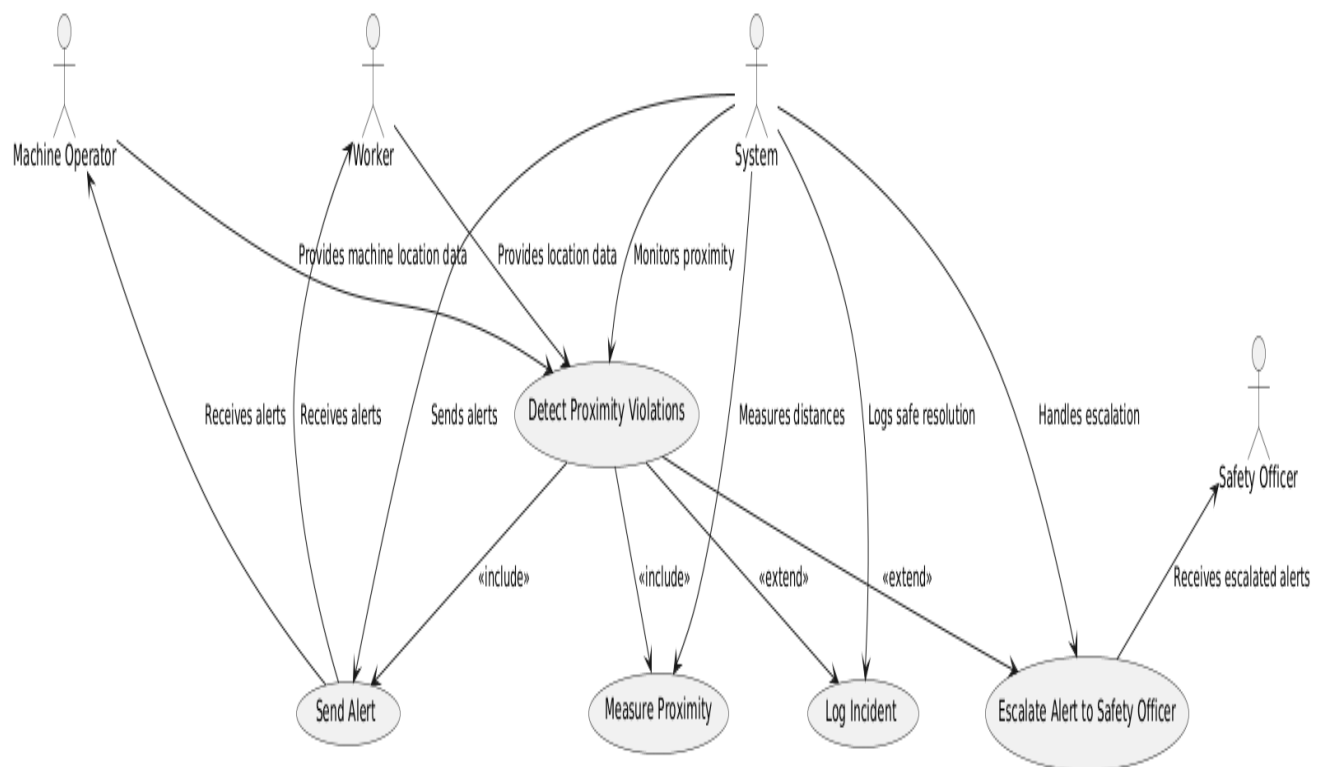 Machine Operator
Worker
System
Provides machine location data
Provides location data
Monitors proximity
Receives alerts
Receives alerts
Sends alerts
Detect Proximity Violations
Measures distances
Logs safe resolution
Handles escalation
Safety Officer
«include»
«include»
«extend»
«extend»
Receives escalated alerts
Send Alert
Measure Proximity
Log Incident
Escalate Alert to Safety Officer